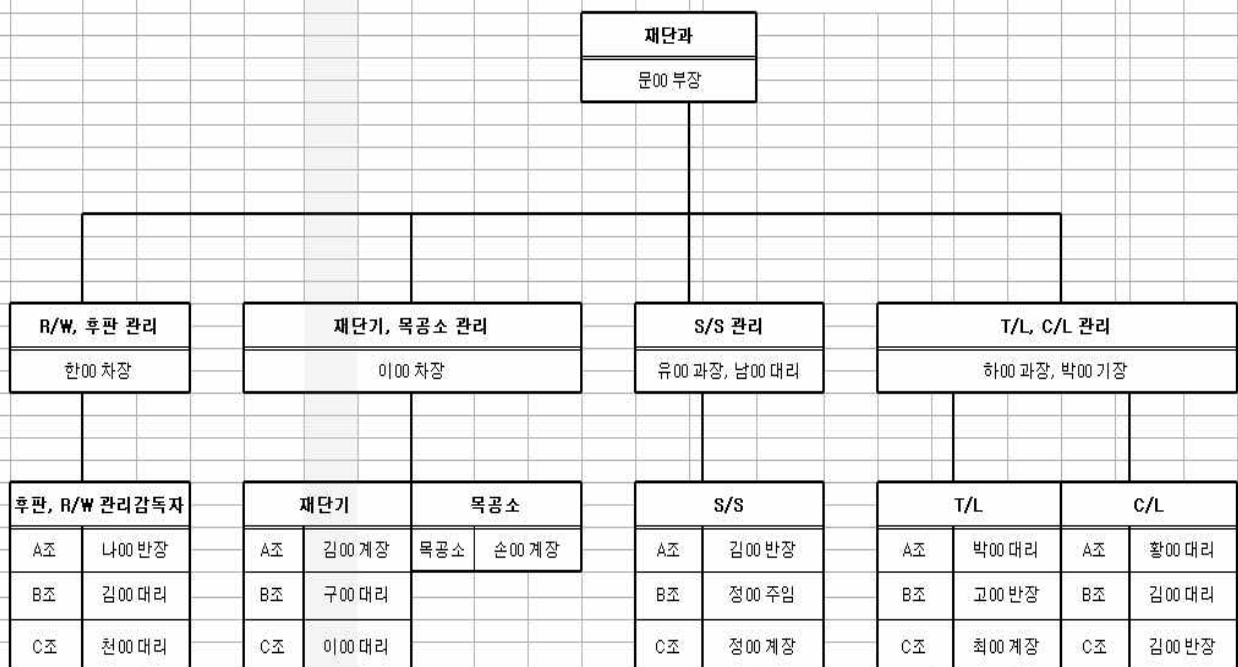 재단과
문00 부장
R/W, 후판 관리
재단기, 목공소 관리
S/S 관리
T/L, C/L 관리
한00 차장
이00 차장
유00 과장, 남00 대리
하00 과장, 박00 기장
후판, R/W 관리감독자
재단기
목공소
S/S
T/L
C/L
A조 나00 반장
A조 김00 계장
목공소 손00 계장
A조 김00 반장
A조 박00 대리
A조 황00 대리
B조 김00 대리
B조 구00 대리
B조 정00 주임
B조 고00 반장
B조 김00 대리
C조 천00 대리
C조 이00 대리
C조 정00 계장
C조 최00 계장
C조 김00 반장